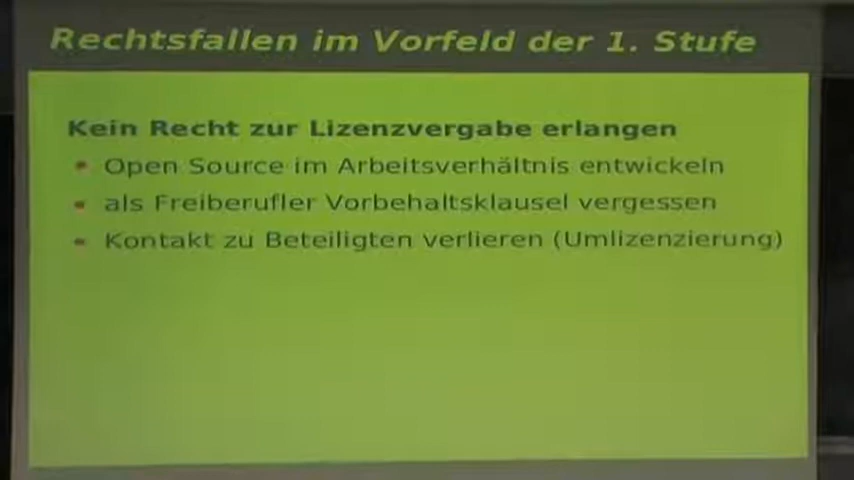 Rechtsfallen im Vorfeld der 1. Stufe
Kein Recht zur Lizenzvergabe erlangen
Open Source im Arbeitsverhältnis entwickeln
als Freiberufler Vorbehaltsklausel vergessen
Kontakt zu Beteiligten verlieren (Umlizenzierung)